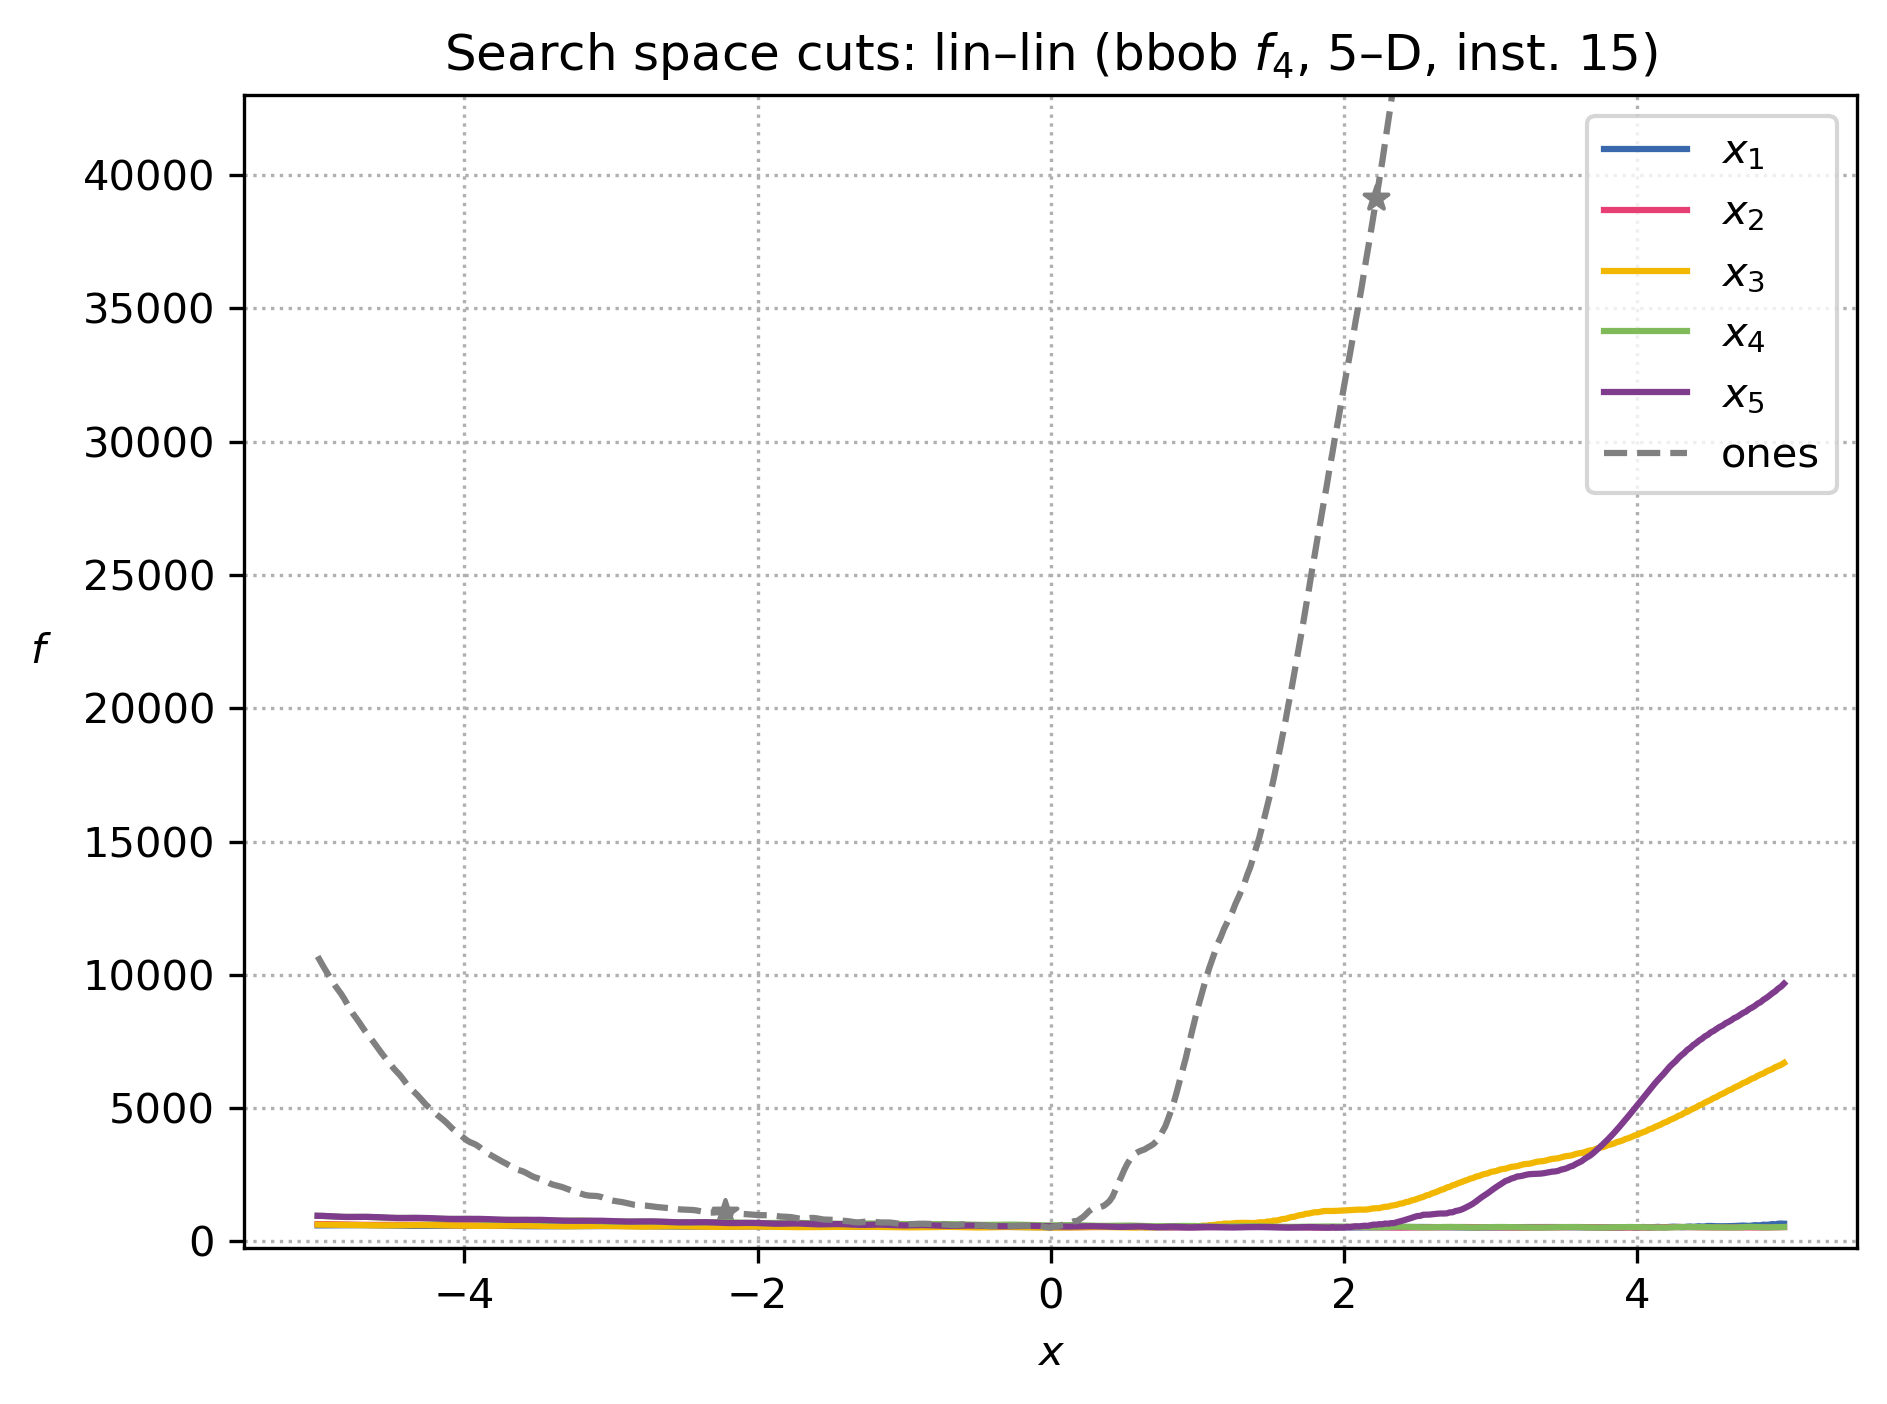 Search space cuts: lin–lin (bbob f₄, 5–D, inst. 15)
x₁
x₂
x₃
x₄
x₅
ones
40000
35000
30000
25000
20000
15000
10000
5000
0
f
−4 −2 0 2 4
x